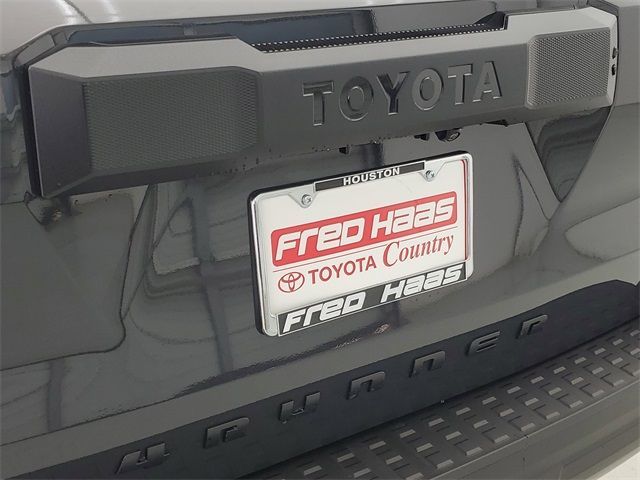 TOYOTA
HOUSTON
FRED HAAS
TOYOTA Country
FRED HAAS
4RUNNER